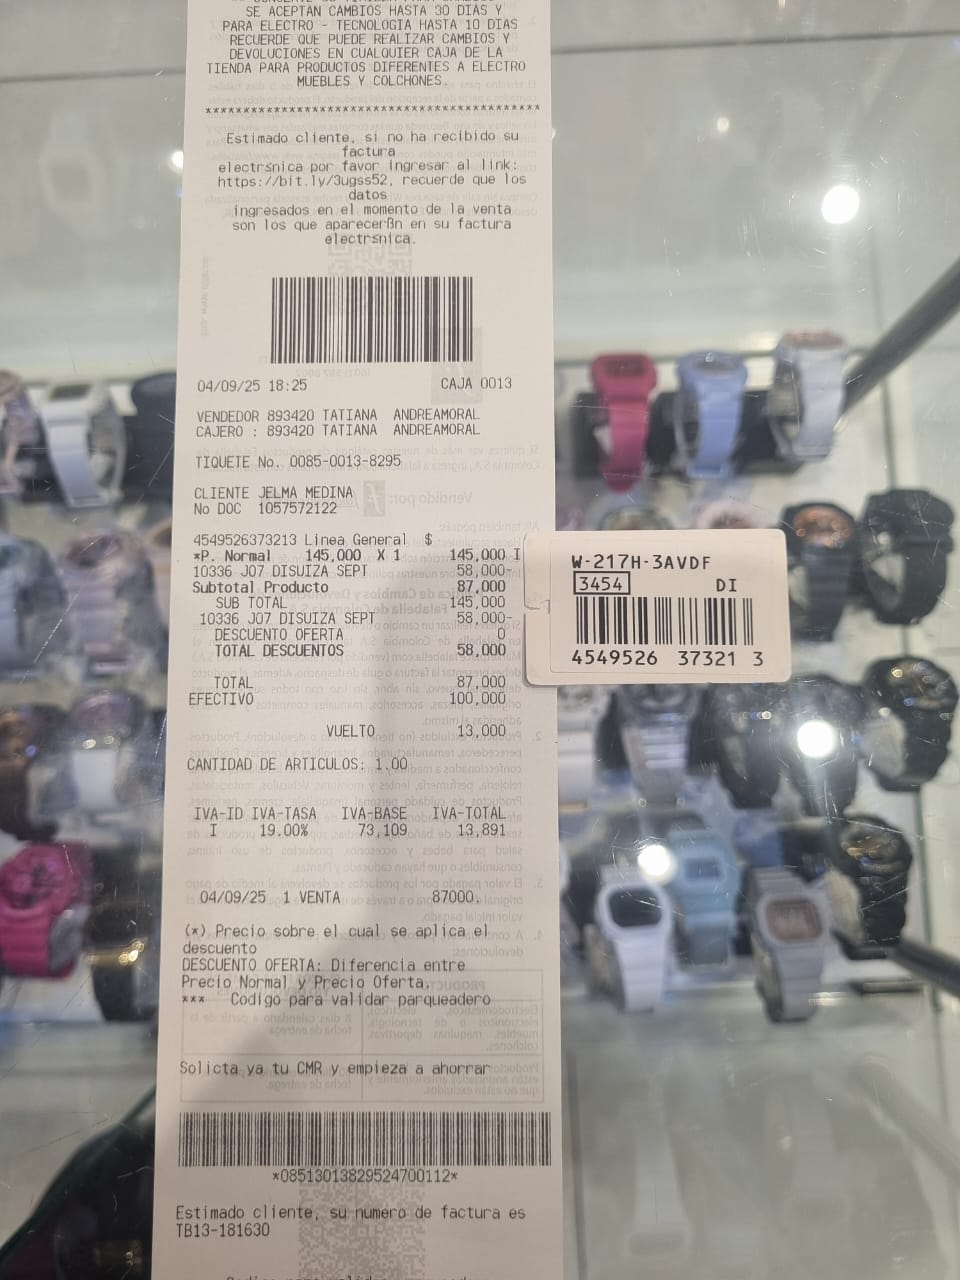 SE ACEPTAN CAMBIOS HASTA 30 DIAS Y
PARA ELECTRO - TECNOLOGIA HASTA 10 DIAS
RECUERDE QUE PUEDE REALIZAR CAMBIOS Y
DEVOLUCIONES EN CUALQUIER CAJA DE LA
TIENDA PARA PRODUCTOS DIFERENTES A ELECTRO
MUEBLES Y COLCHONES.
*****************************************
Estimado cliente, si no ha recibido su
factura
electrsnica por favor ingresar al link:
https://bit.ly/3ugss52, recuerde que los
datos
ingresados en el momento de la venta
son los que aparecerßn en su factura
electrsnica.
04/09/25 18:25 CAJA 0013
VENDEDOR 893420 TATIANA ANDREAMORAL
CAJERO : 893420 TATIANA ANDREAMORAL
TIQUETE No. 0085-0013-8295
CLIENTE JELMA MEDINA
No DOC 1057572122
4549526373213 Linea General $
*P. Normal 145,000 X 1 145,000 I
10336 J07 DISUIZA SEPT 58,000-
Subtotal Producto 87,000
SUB TOTAL 145,000
10336 J07 DISUIZA SEPT 58,000-
DESCUENTO OFERTA 0
TOTAL DESCUENTOS 58,000
TOTAL 87,000
EFECTIVO 100,000
VUELTO 13,000
CANTIDAD DE ARTICULOS: 1.00
IVA-ID IVA-TASA IVA-BASE IVA-TOTAL
I 19.00% 73,109 13,891
04/09/25 1 VENTA 87000.
(*) Precio sobre el cual se aplica el
descuento
DESCUENTO OFERTA: Diferencia entre
Precio Normal y Precio Oferta.
*** Codigo para validar parqueadero
Solicta ya tu CMR y empieza a ahorrar
*08513013829524700112*
Estimado cliente, su numero de factura es
TB13-181630
W-217H-3AVDF
3454 DI
4549526 37321 3